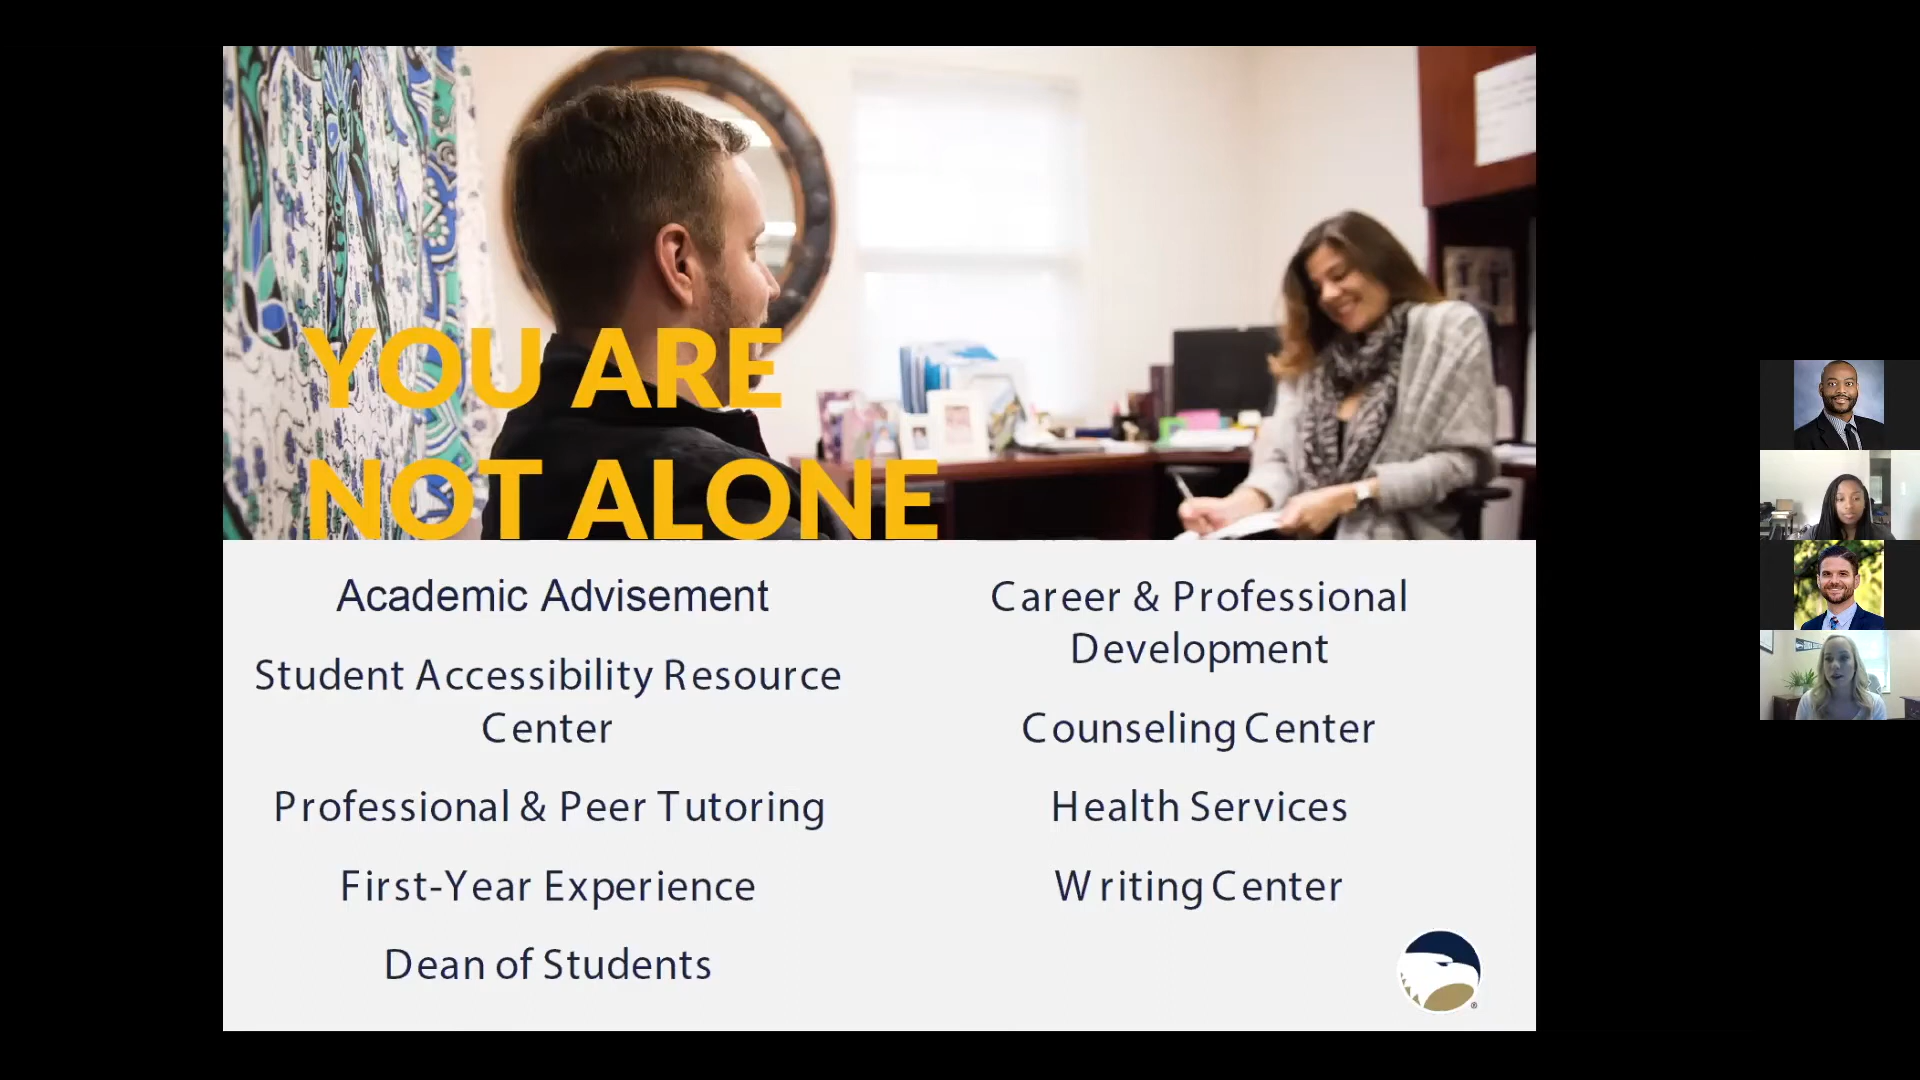 YOU ARE
NOT ALONE
Academic Advisement
Student Accessibility Resource
Center
Professional & Peer Tutoring
First-Year Experience
Dean of Students
Career & Professional
Development
Counseling Center
Health Services
Writing Center
®